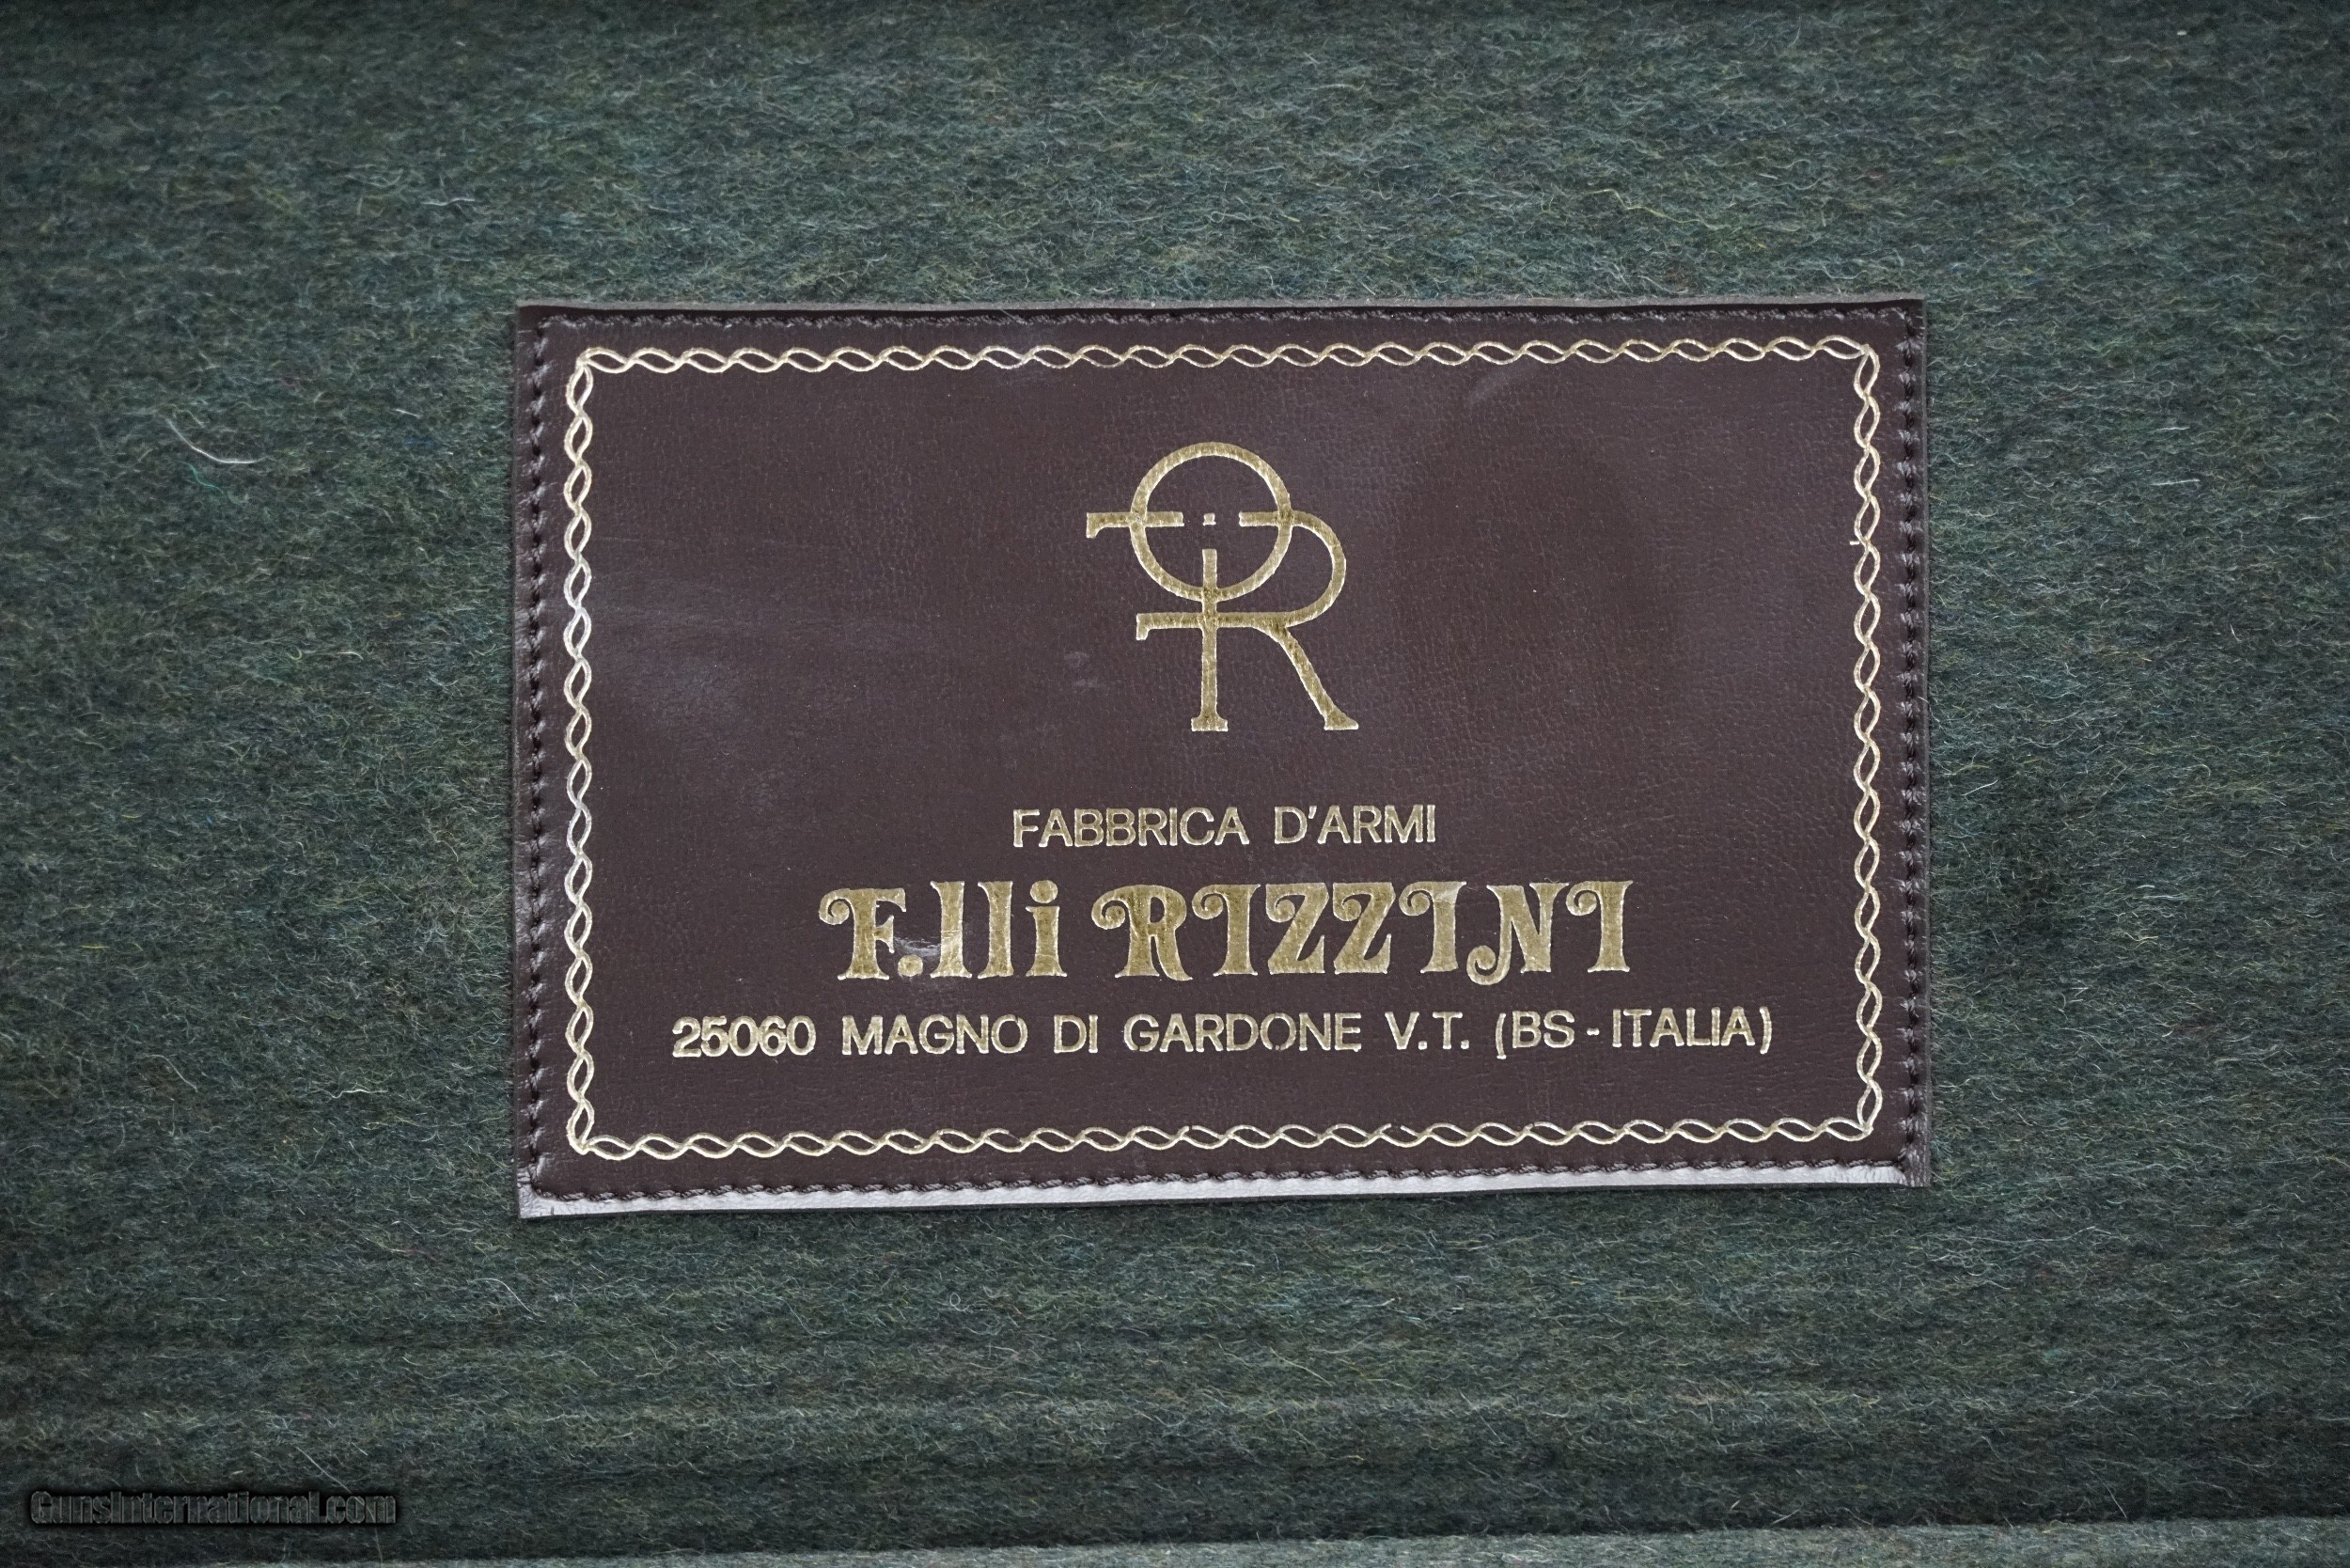 FABBRICA D'ARMI
F.lli RIZZINI
25060 MAGNO DI GARDONE V.T. (BS-ITALIA)
GunsInternational.com